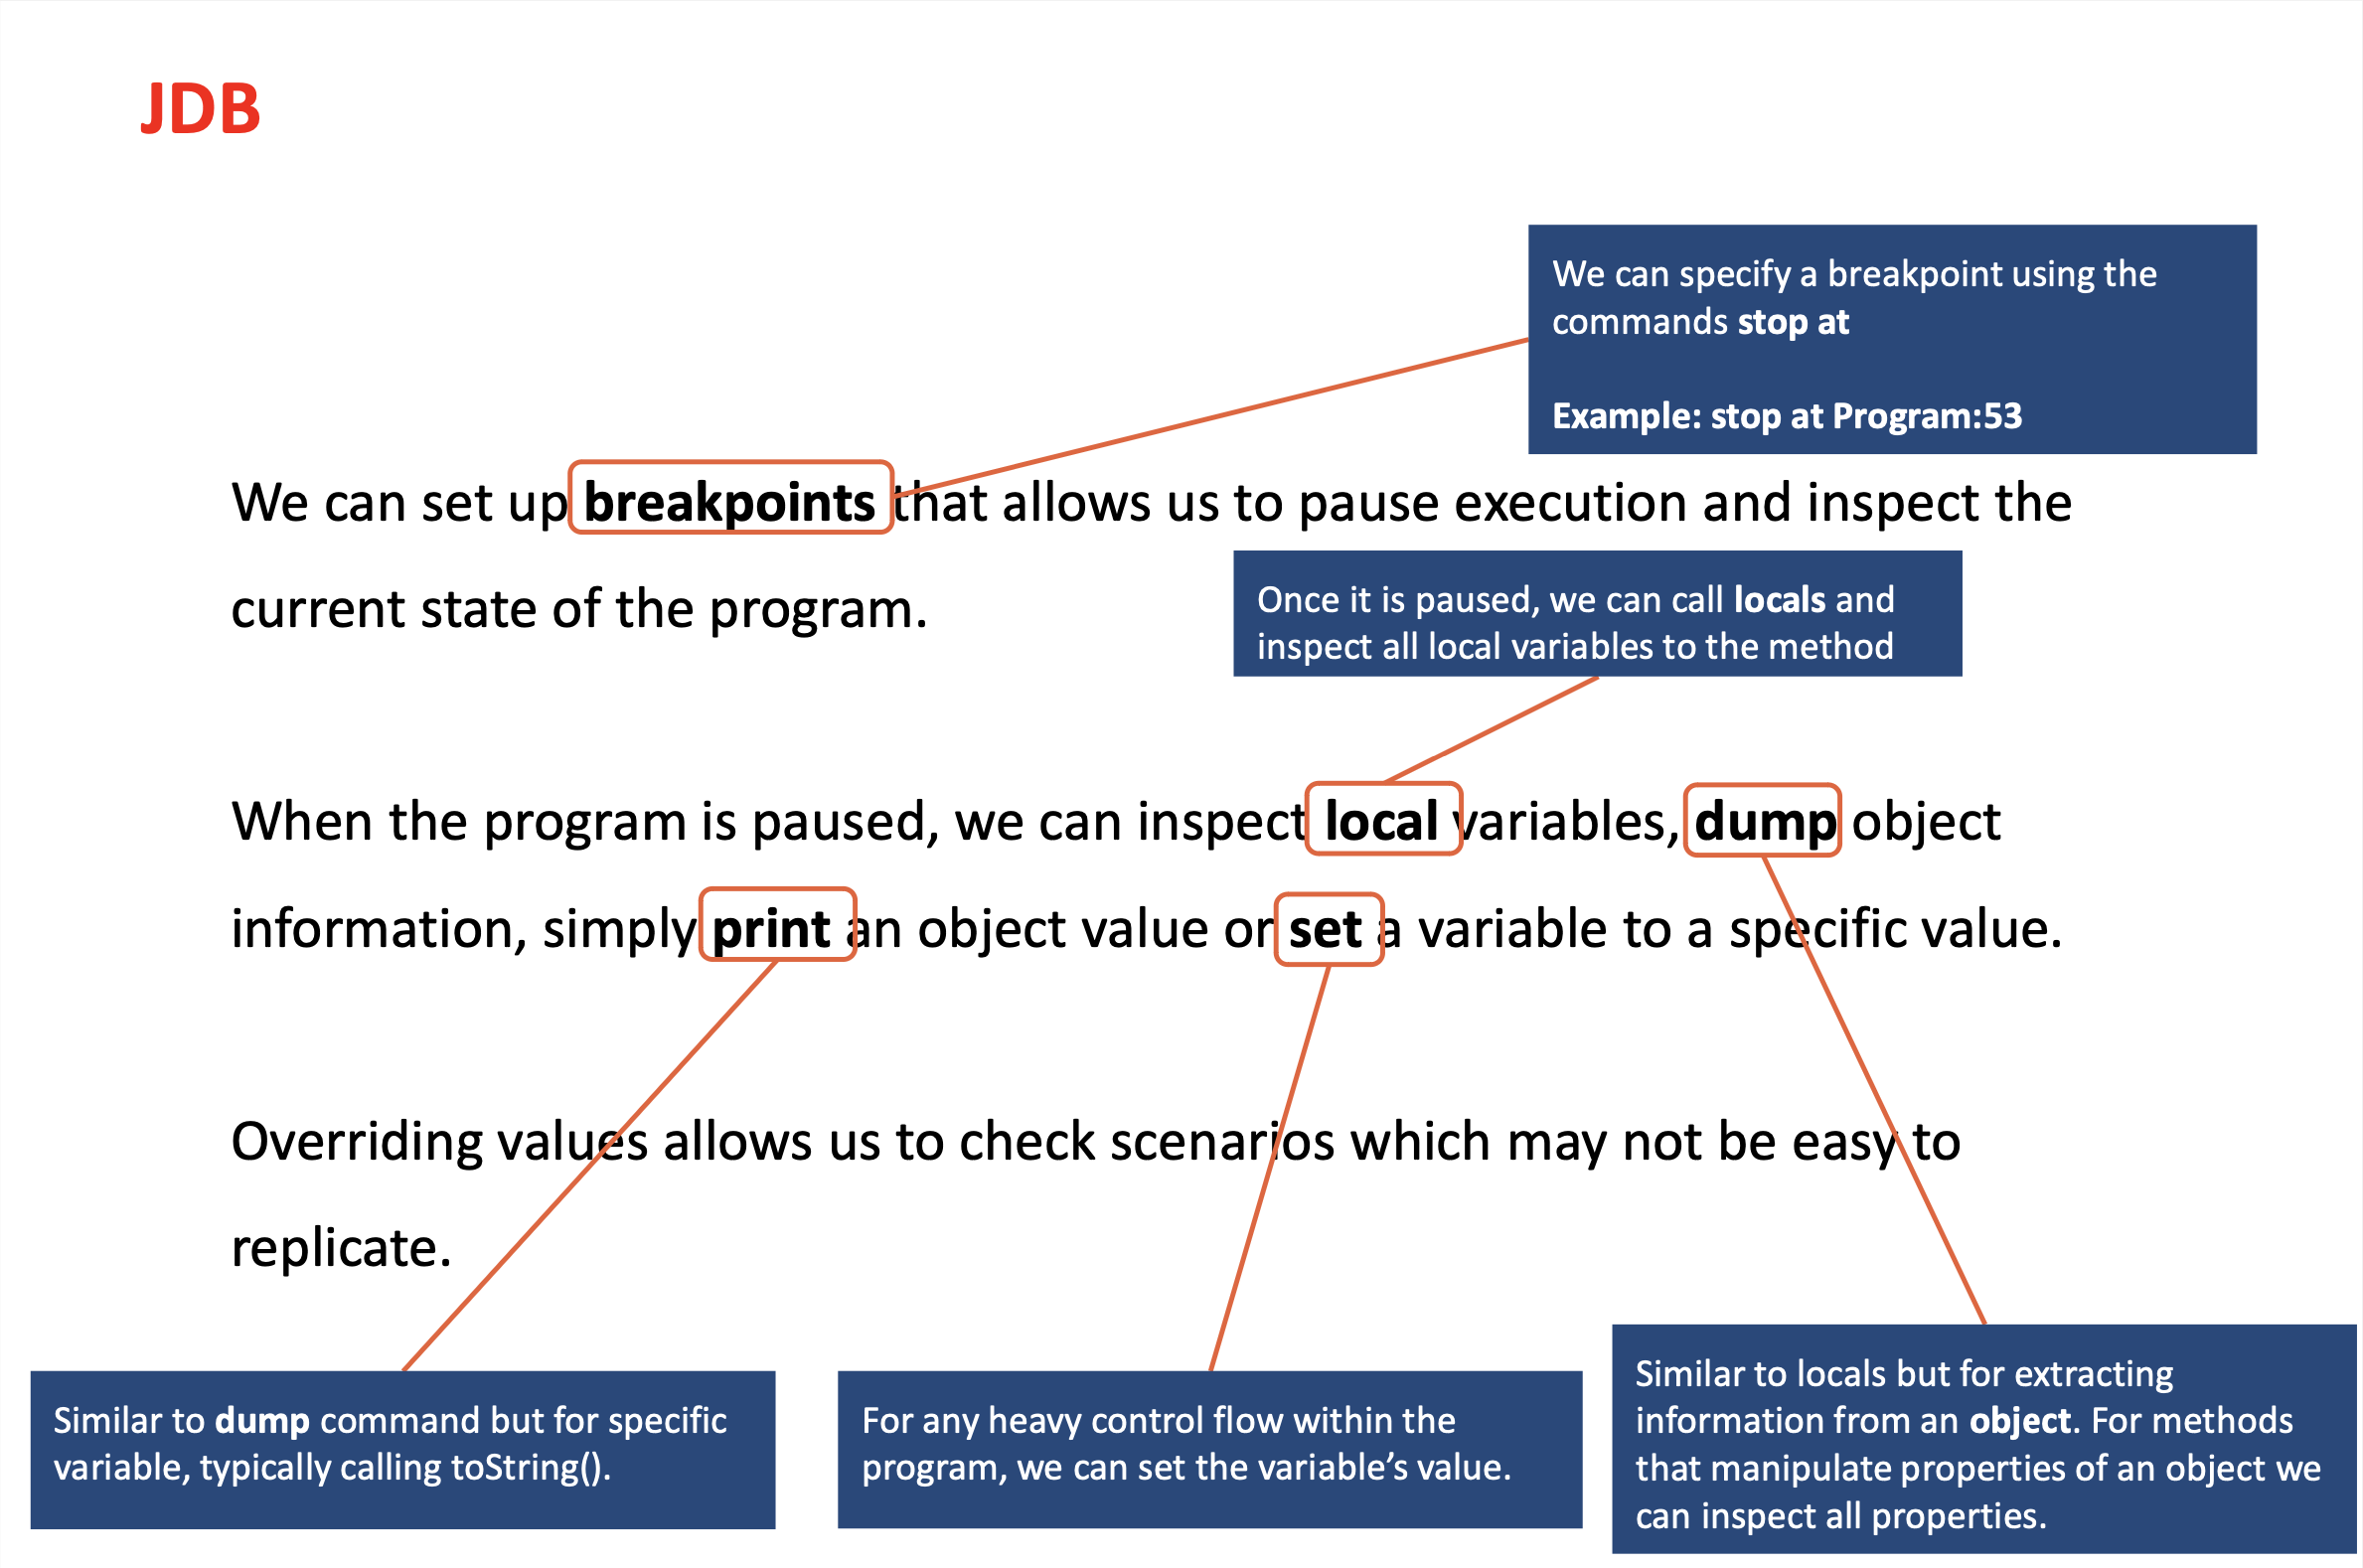 JDB
We can specify a breakpoint using the
commands stop at
Example: stop at Program:53
We can set up breakpoints that allows us to pause execution and inspect the
current state of the program.
Once it is paused, we can call locals and
inspect all local variables to the method
When the program is paused, we can inspect local variables, dump object
information, simply print an object value or set a variable to a specific value.
Overriding values allows us to check scenarios which may not be easy to
replicate.
Similar to dump command but for specific
variable, typically calling toString().
For any heavy control flow within the
program, we can set the variable’s value.
Similar to locals but for extracting
information from an object. For methods
that manipulate properties of an object we
can inspect all properties.